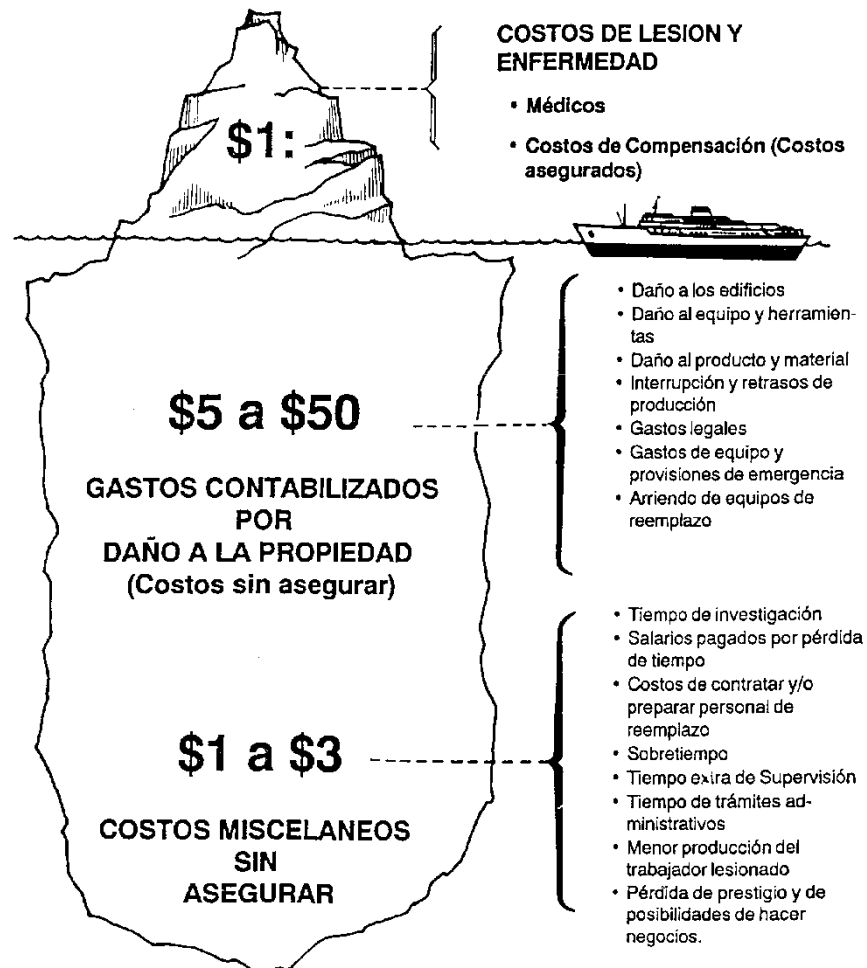 COSTOS DE LESION Y
ENFERMEDAD
• Médicos
• Costos de Compensación (Costos
asegurados)
$1:
• Daño a los edificios
• Daño al equipo y herramien-
tas
• Daño al producto y material
• Interrupción y retrasos de
producción
• Gastos legales
• Gastos de equipo y
provisiones de emergencia
• Arriendo de equipos de
reemplazo
$5 a $50
GASTOS CONTABILIZADOS
POR
DAÑO A LA PROPIEDAD
(Costos sin asegurar)
• Tiempo de investigación
• Salarios pagados por pérdida
de tiempo
• Costos de contratar y/o
preparar personal de
reemplazo
• Sobretiempo
• Tiempo extra de Supervisión
• Tiempo de trámites ad-
ministrativos
• Menor producción del
trabajador lesionado
• Pérdida de prestigio y de
posibilidades de hacer
negocios.
$1 a $3
COSTOS MISCELANEOS
SIN
ASEGURAR